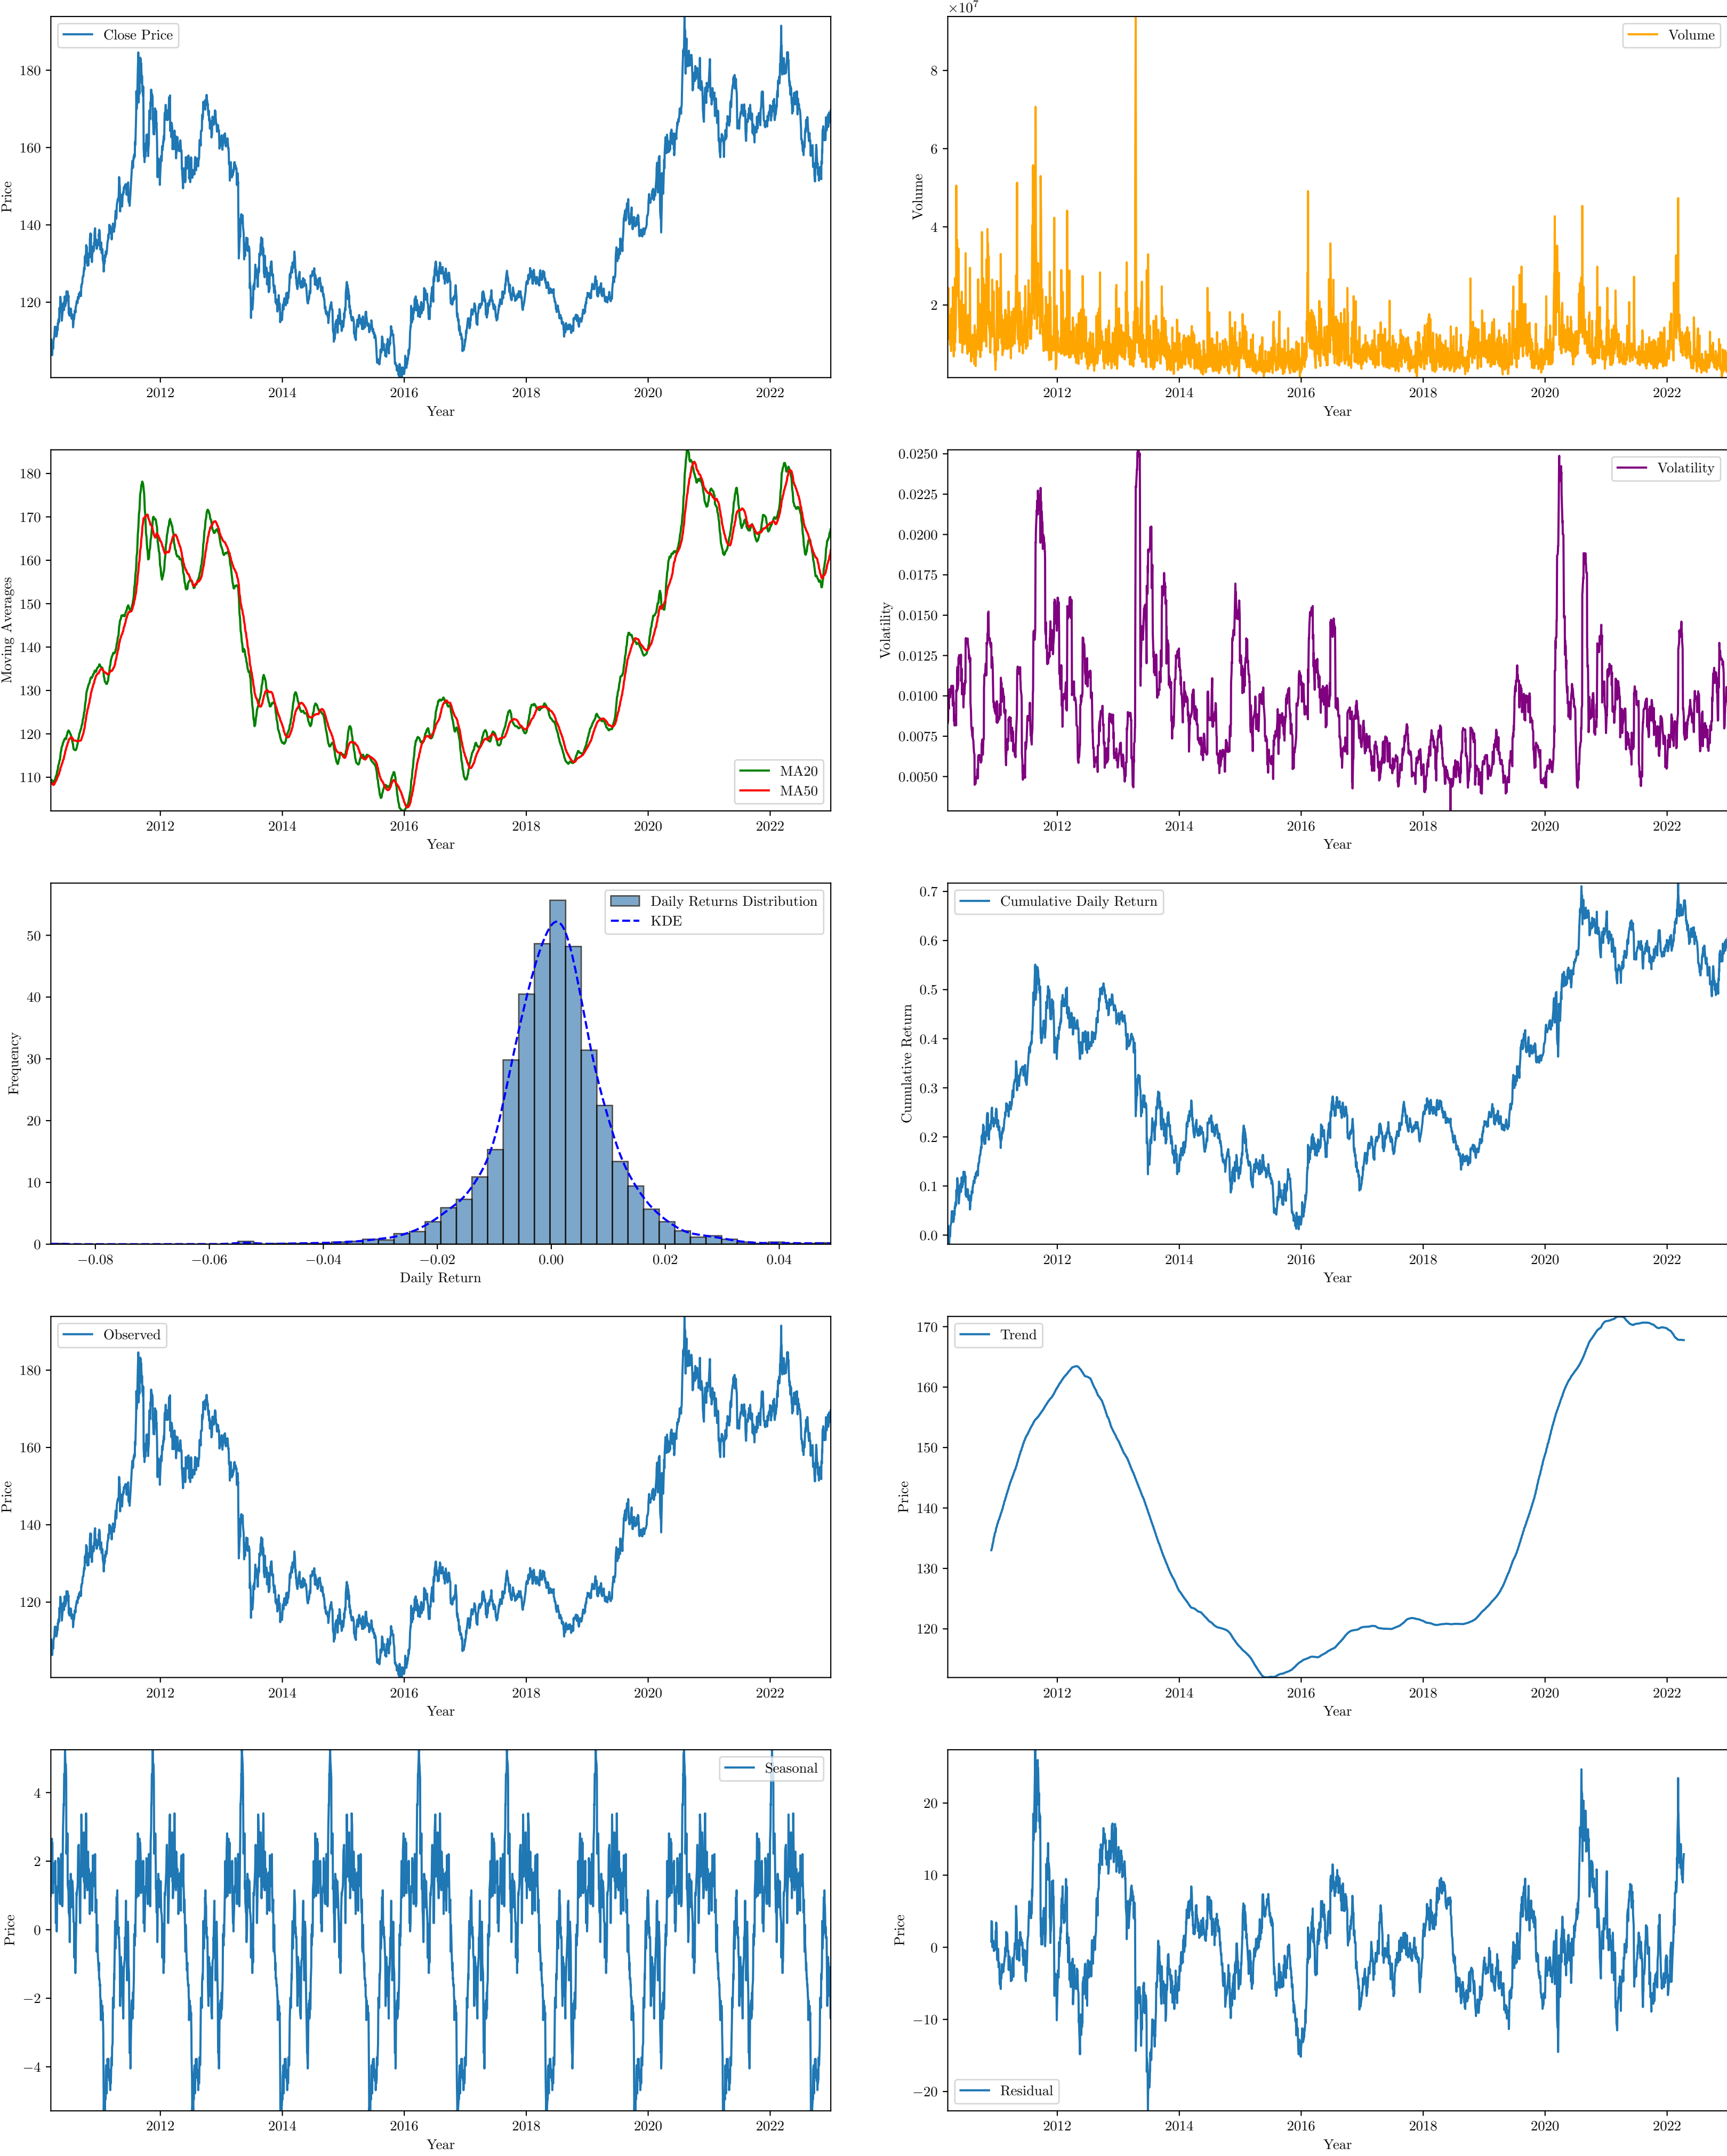 Close Price
180
160
140
120
Price
2012 2014 2016 2018 2020 2022
Year
×10⁷
Volume
8
6
4
2
Volume
2012 2014 2016 2018 2020 2022
Year
180
170
160
150
140
130
120
110
Moving Averages
MA20
MA50
2012 2014 2016 2018 2020 2022
Year
Volatility
0.0250
0.0225
0.0200
0.0175
0.0150
0.0125
0.0100
0.0075
0.0050
Volatility
2012 2014 2016 2018 2020 2022
Year
Daily Returns Distribution
KDE
50
40
30
20
10
0
Frequency
−0.08 −0.06 −0.04 −0.02 0.00 0.02 0.04
Daily Return
Cumulative Daily Return
0.7
0.6
0.5
0.4
0.3
0.2
0.1
0.0
Cumulative Return
2012 2014 2016 2018 2020 2022
Year
Observed
180
160
140
120
Price
2012 2014 2016 2018 2020 2022
Year
Trend
170
160
150
140
130
120
Price
2012 2014 2016 2018 2020 2022
Year
Seasonal
4
2
0
−2
−4
Price
2012 2014 2016 2018 2020 2022
Year
20
10
0
−10
−20
Price
Residual
2012 2014 2016 2018 2020 2022
Year